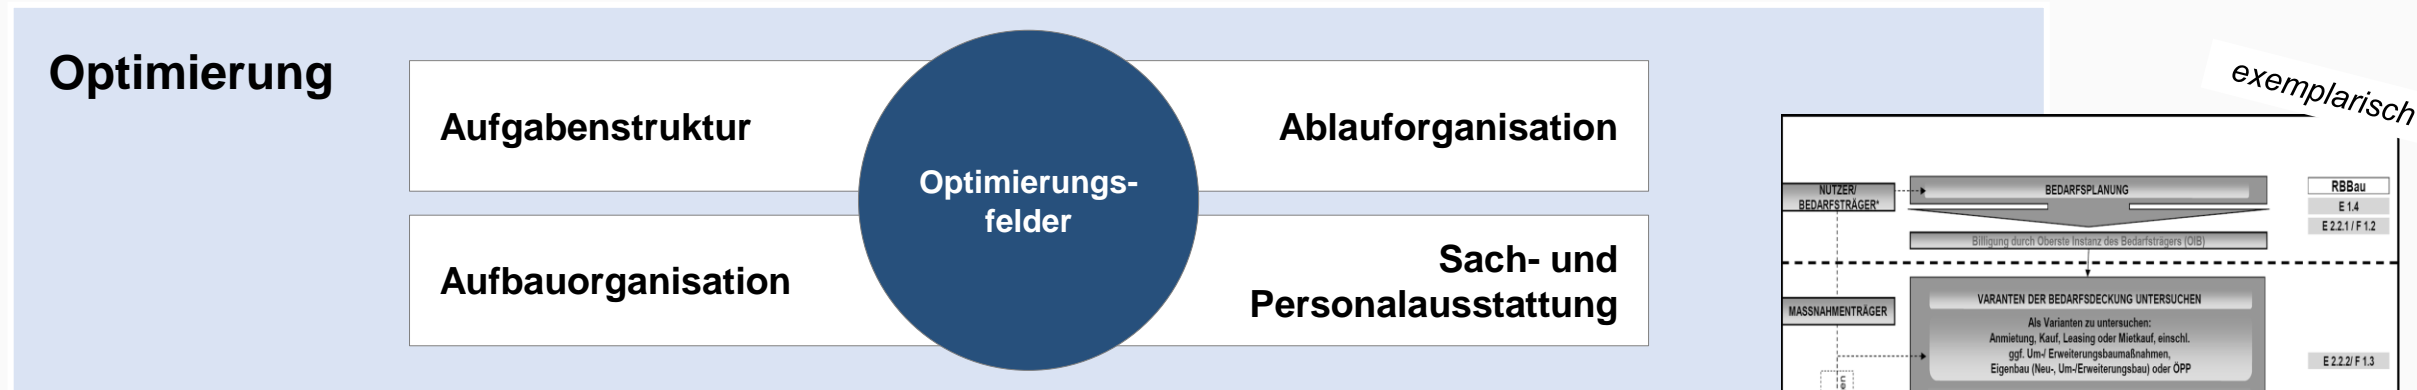 Optimierung
Aufgabenstruktur
Ablauforganisation
Optimierungs-
felder
Aufbauorganisation
Sach- und
Personalausstattung
exemplarisch
NUTZER/
BEDARFSTRÄGER*
BEDARFSPLANUNG
RBBau
E 1.4
E 2.2.1 / F 1.2
Billigung durch Oberste Instanz des Bedarfsträgers (OIB)
MASSNAHMENTRÄGER
VARIANTEN DER BEDARFSDECKUNG UNTERSUCHEN
Als Varianten zu untersuchen:
Anmietung, Kauf, Leasing oder Mietkauf, einschl.
ggf. Um-/ Erweiterungsbaumaßnahmen,
Eigenbau (Neu-, Um-/Erweiterungsbau) oder ÖPP
E 2.2.2/ F 1.3